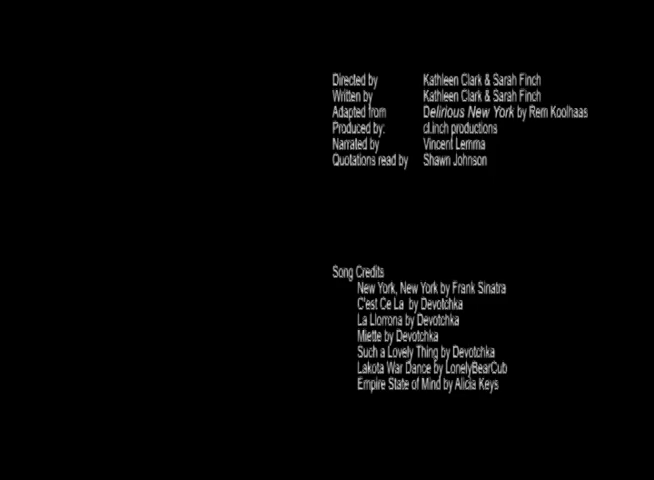 Directed by Kathleen Clark & Sarah Finch
Written by Kathleen Clark & Sarah Finch
Adapted from Delirious New York by Rem Koolhaas
Produced by: cl.inch productions
Narrated by Vincent Lemma
Quotations read by Shawn Johnson
Song Credits
New York, New York by Frank Sinatra
C'est Ce La by Devotchka
La Llorrona by Devotchka
Miette by Devotchka
Such a Lovely Thing by Devotchka
Lakota War Dance by LonelyBearCub
Empire State of Mind by Alicia Keys